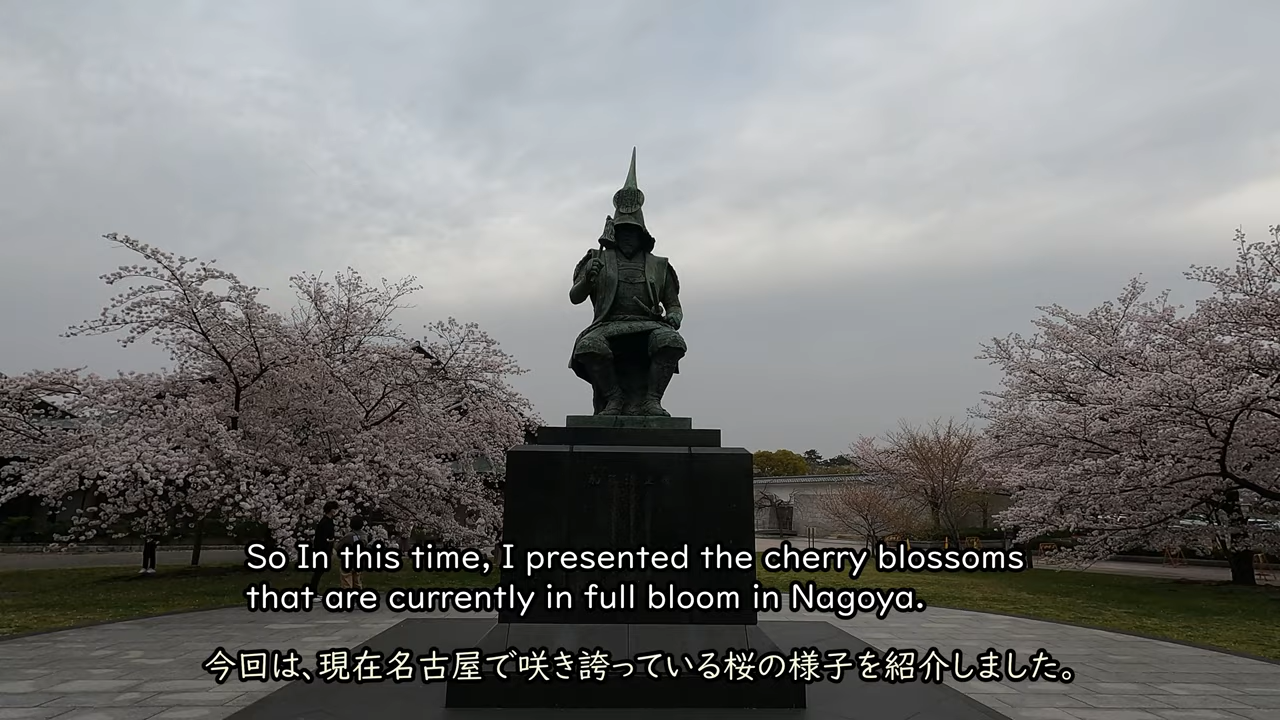 So In this time, I presented the cherry blossoms
that are currently in full bloom in Nagoya.
今回は、現在名古屋で咲き誇っている桜の様子を紹介しました。